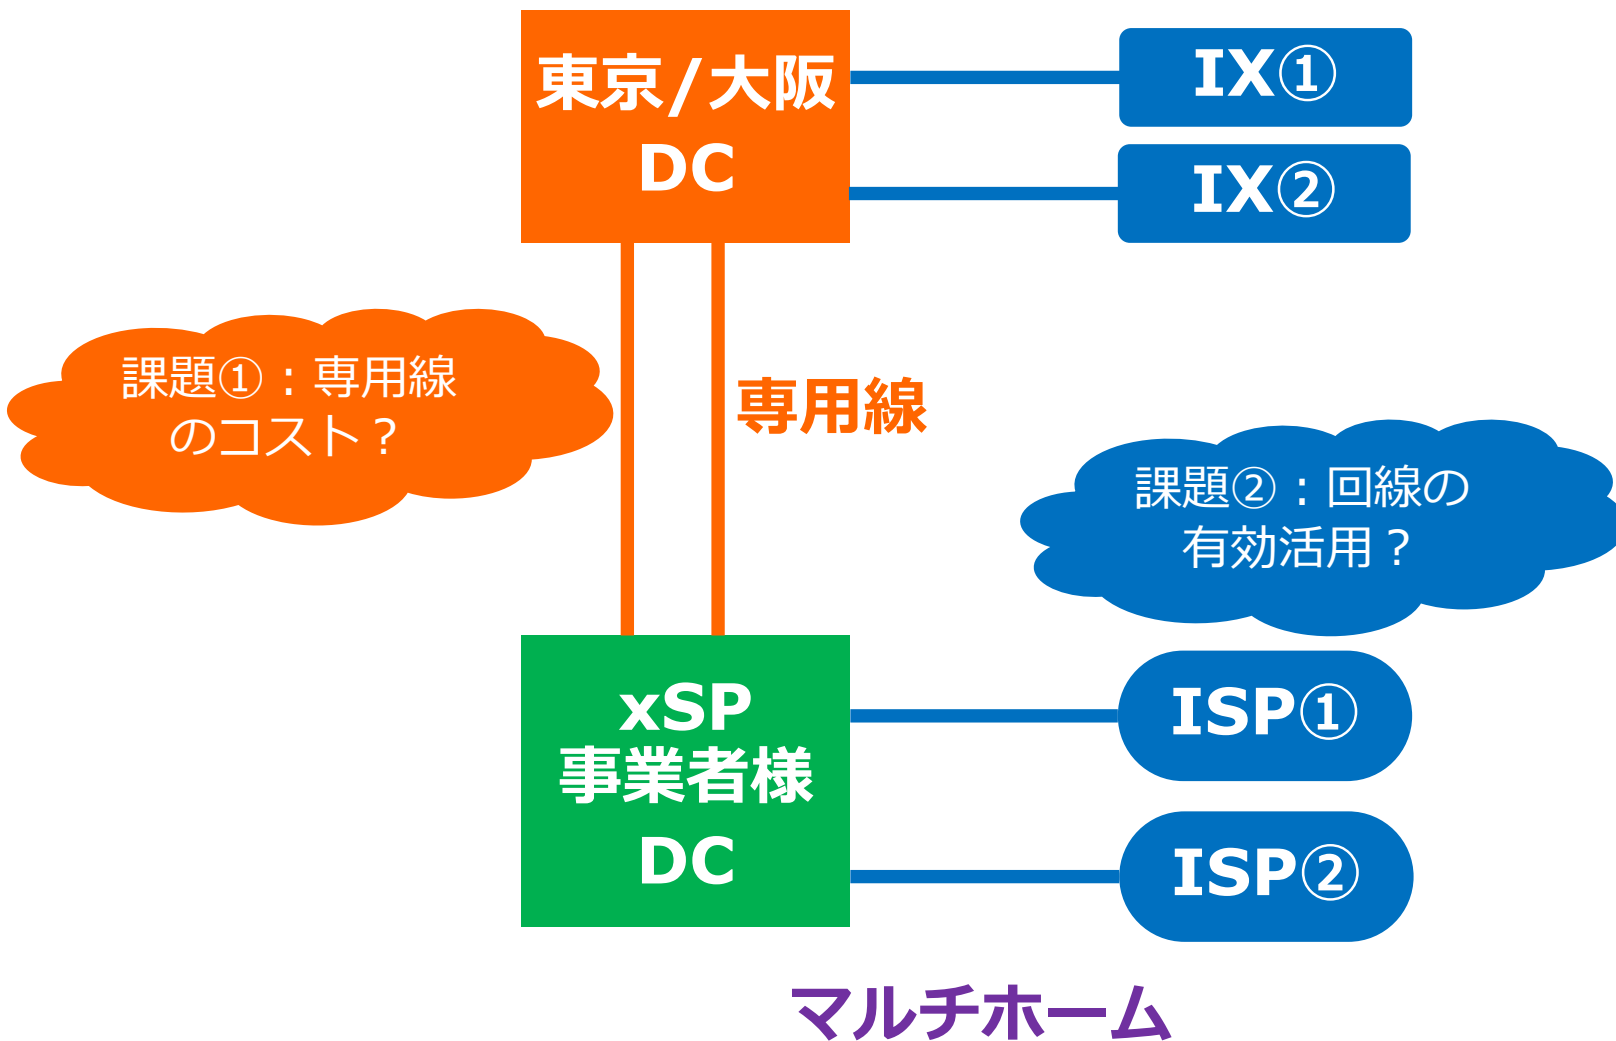 東京/大阪
DC
IX①
IX②
課題①：専用線
のコスト？
専用線
課題②：回線の
有効活用？
xSP
事業者様
DC
ISP①
ISP②
マルチホーム